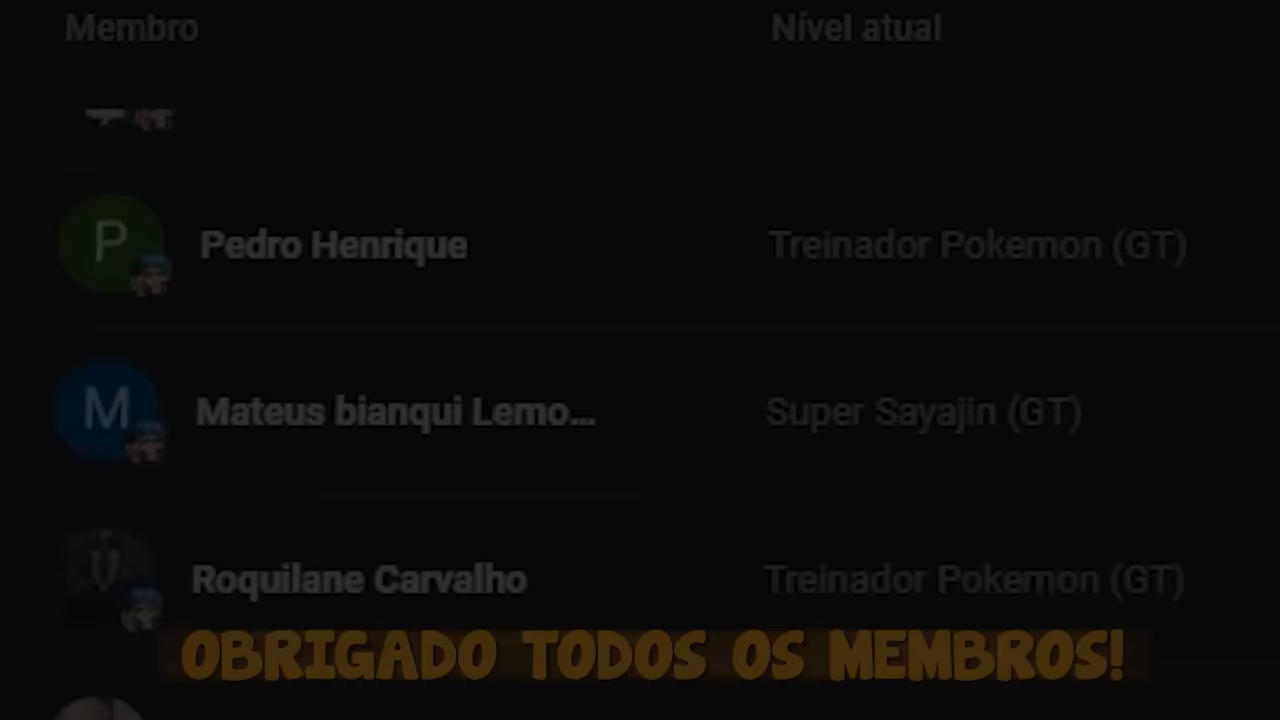 Membro Nível atual
P Pedro Henrique Treinador Pokemon (GT)
M Mateus bianqui Lemo... Super Sayajin (GT)
Roquilane Carvalho Treinador Pokemon (GT)
OBRIGADO TODOS OS MEMBROS!